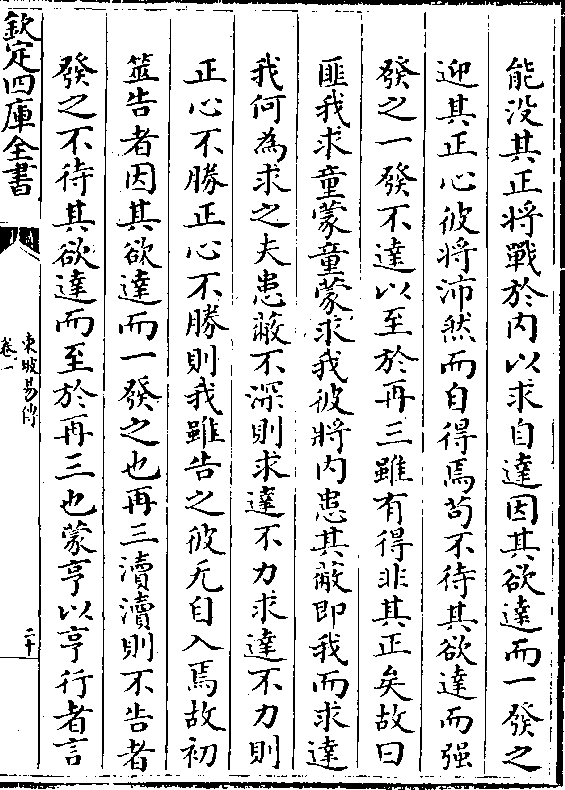 能没其正将戰於内以求自達因其欲達而一發之
迎其正心彼将沛然而自得焉苟不待其欲達而强
發之一發不達以至於再三雖有得非其正矣故曰
匪我求童蒙童蒙求我彼将内患其蔽即我而求達
我何為求之夫患蔽不深則求達不力求達不力則
正心不勝正心不勝則我雖告之彼无自入焉故初
筮告者因其欲達而一發之也再三瀆瀆則不告者
發之不待其欲達而至於再三也蒙亨以亨行者言
欽定四庫全書
東坡易傳
卷一
二十